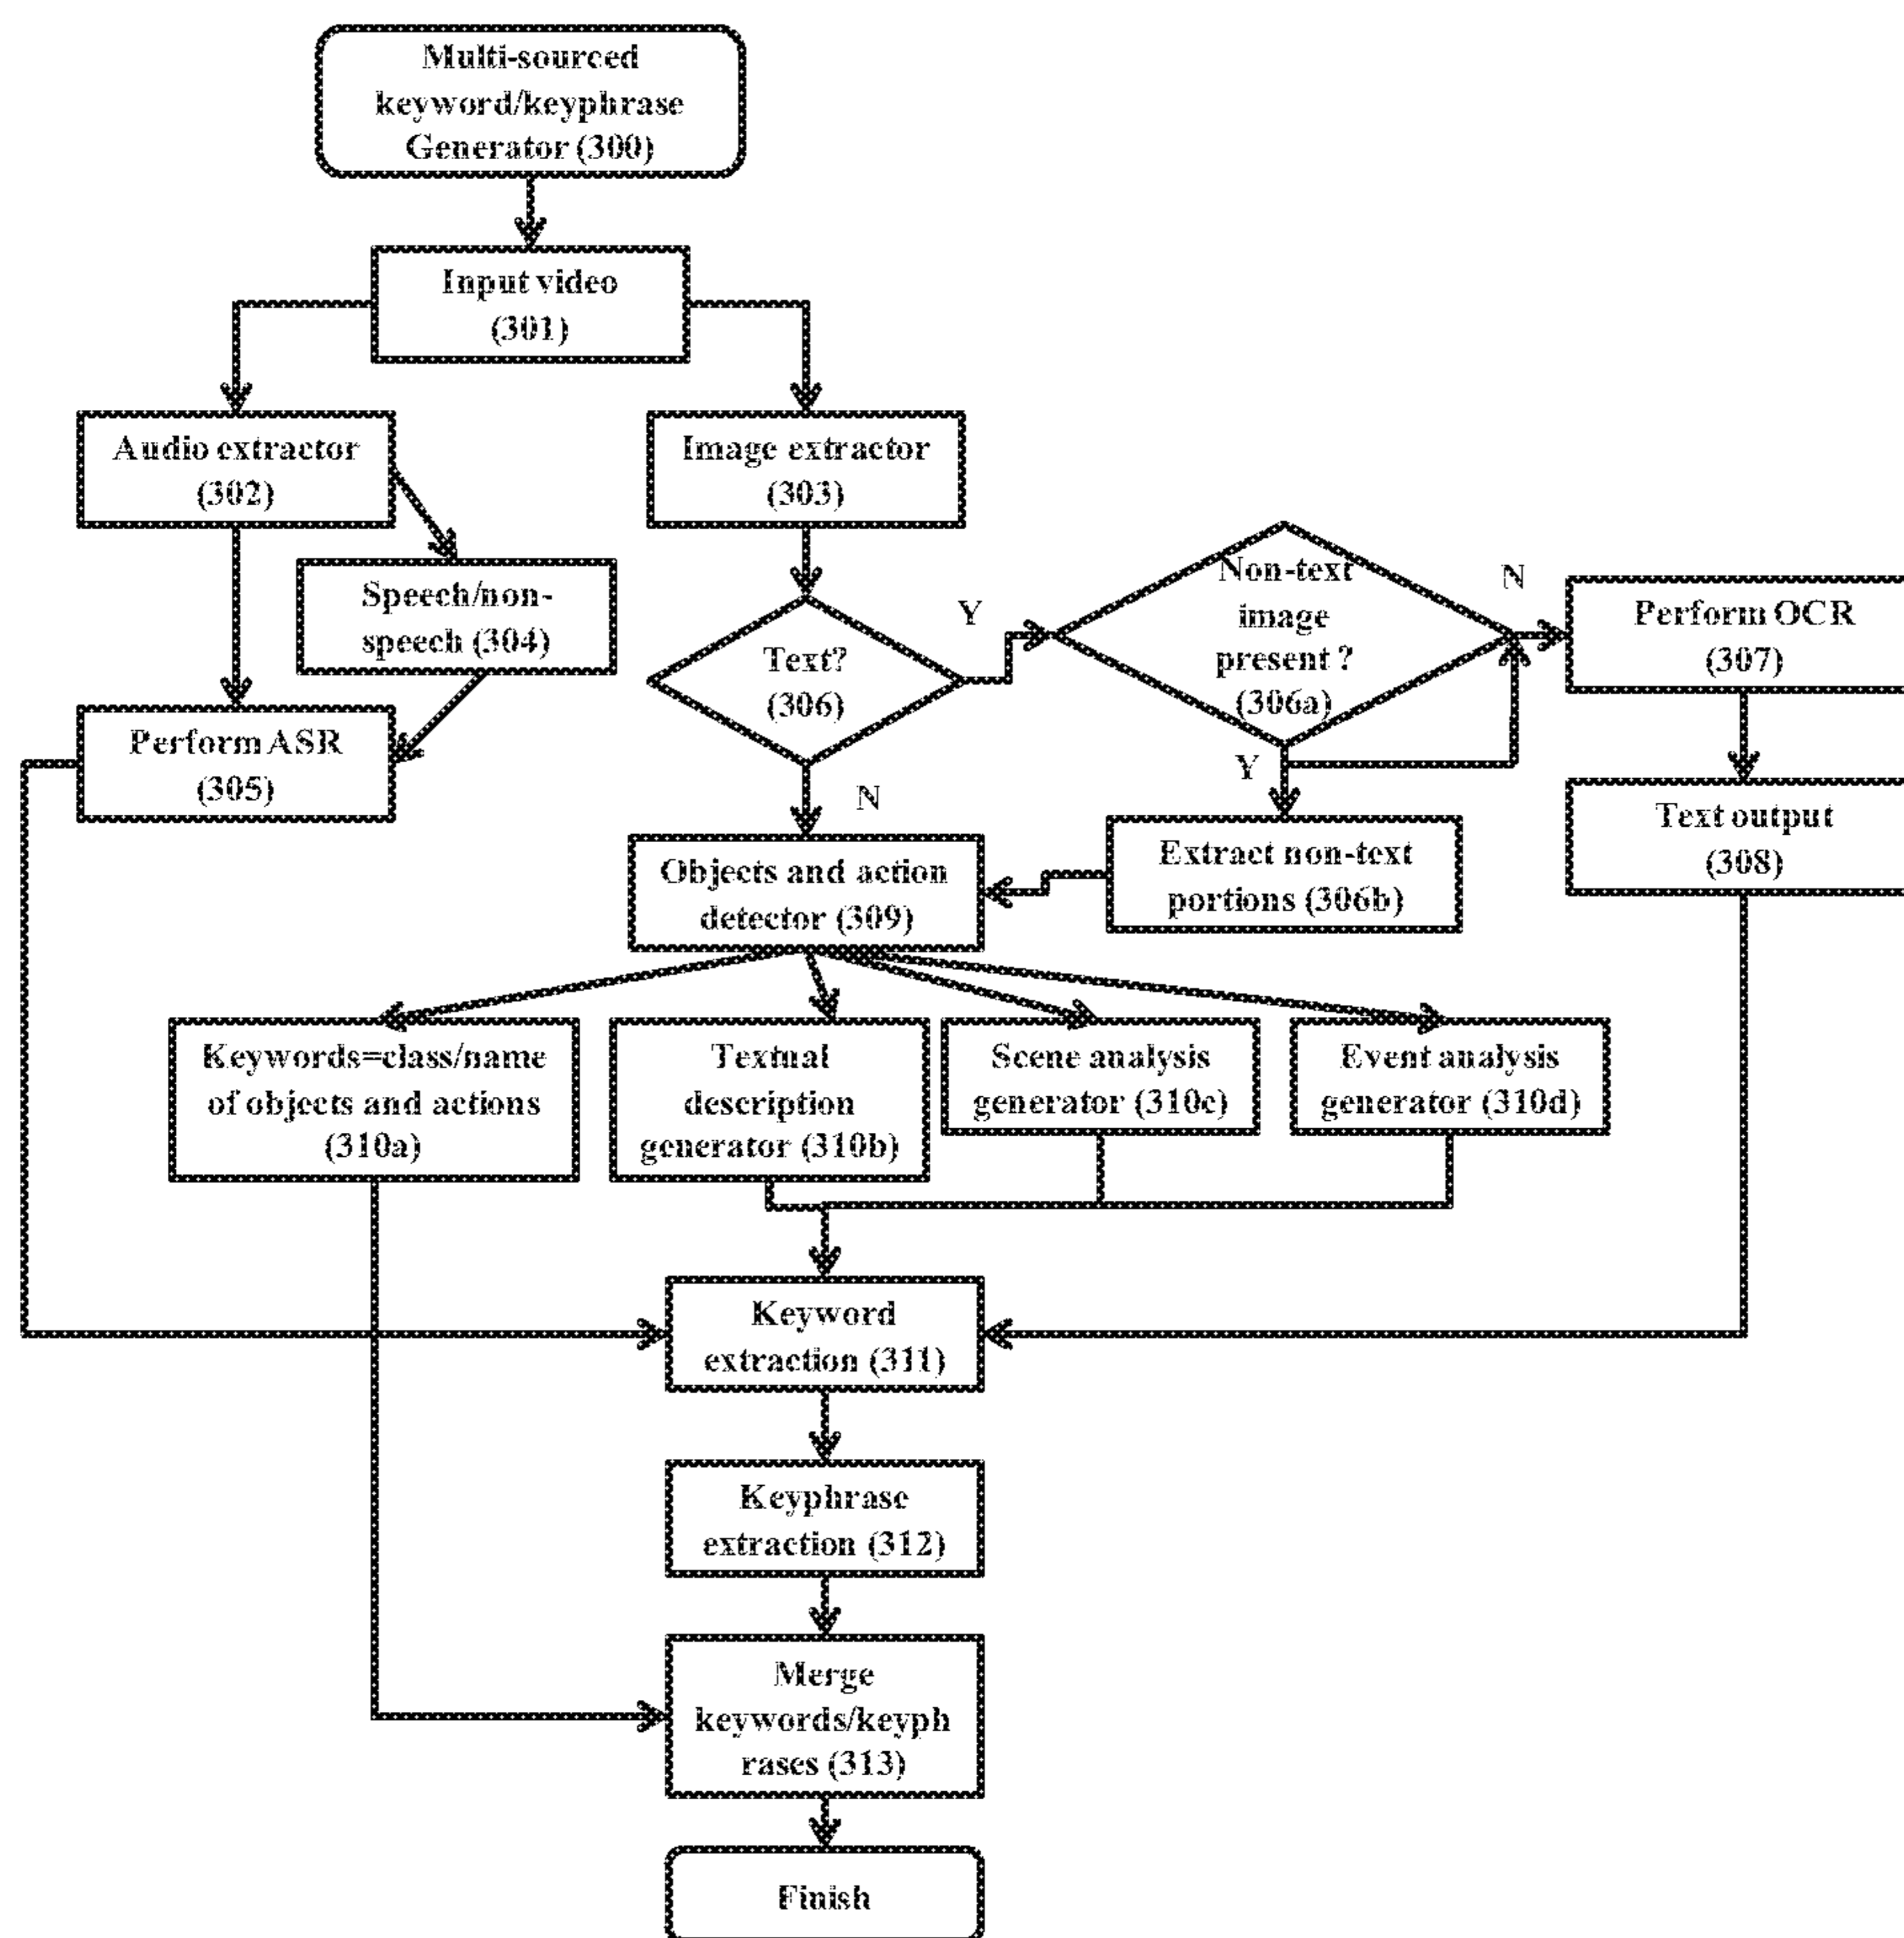 Multi-sourced
keyword/keyphrase
Generator (300)
Input video
(301)
Audio extractor
(302)
Image extractor
(303)
Speech/non-
speech (304)
Perform ASR
(305)
Text?
(306)
Y
N
Non-text
image
present ?
(306a)
N
Y
Perform OCR
(307)
Text output
(308)
Extract non-text
portions (306b)
Objects and action
detector (309)
Keywords=class/name
of objects and actions
(310a)
Textual
description
generator (310b)
Scene analysis
generator (310c)
Event analysis
generator (310d)
Keyword
extraction (311)
Keyphrase
extraction (312)
Merge
keywords/keyph
rases (313)
Finish